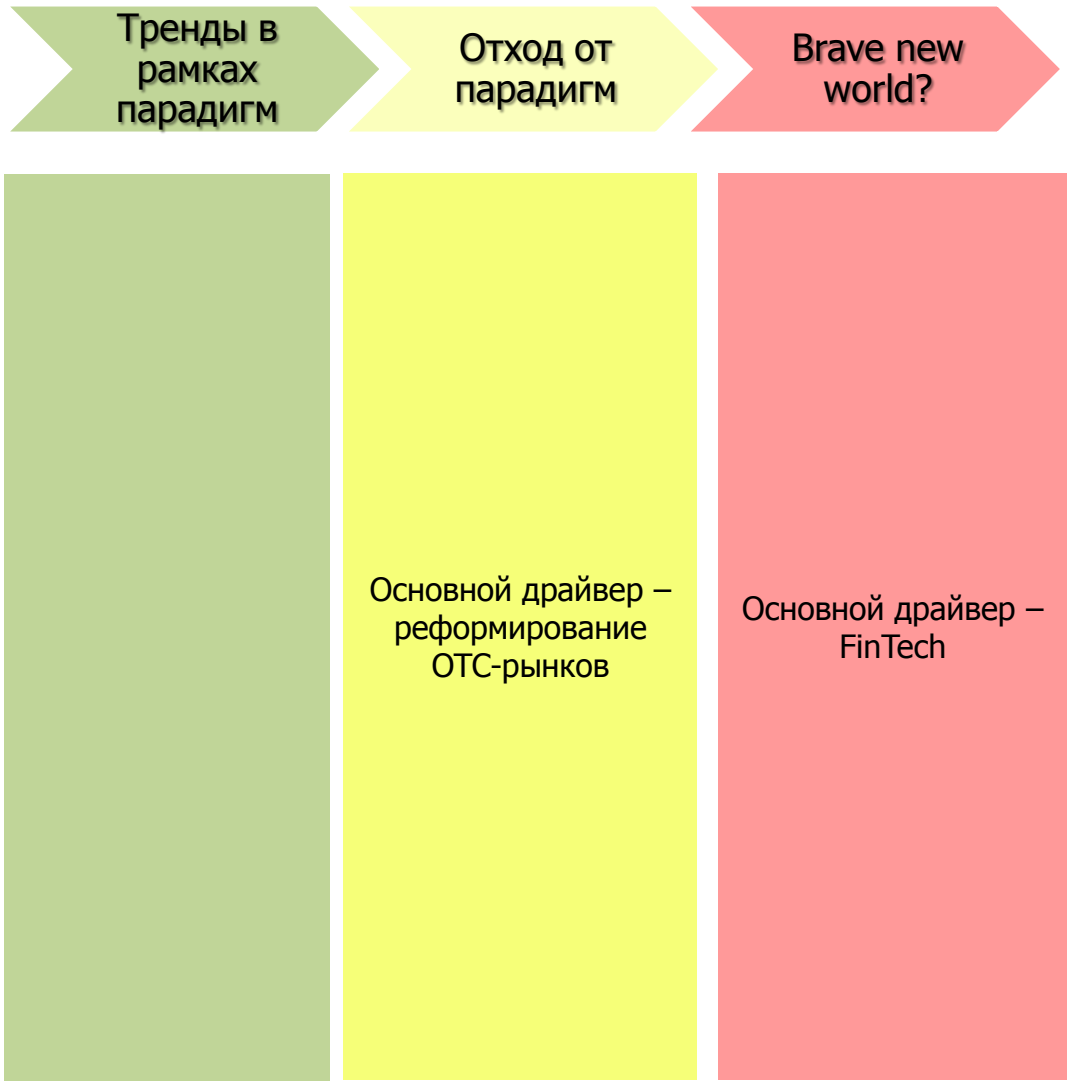 Тренды в
рамках
парадигм
Отход от
парадигм
Brave new
world?
Основной драйвер –
реформирование
ОТС-рынков
Основной драйвер –
FinTech